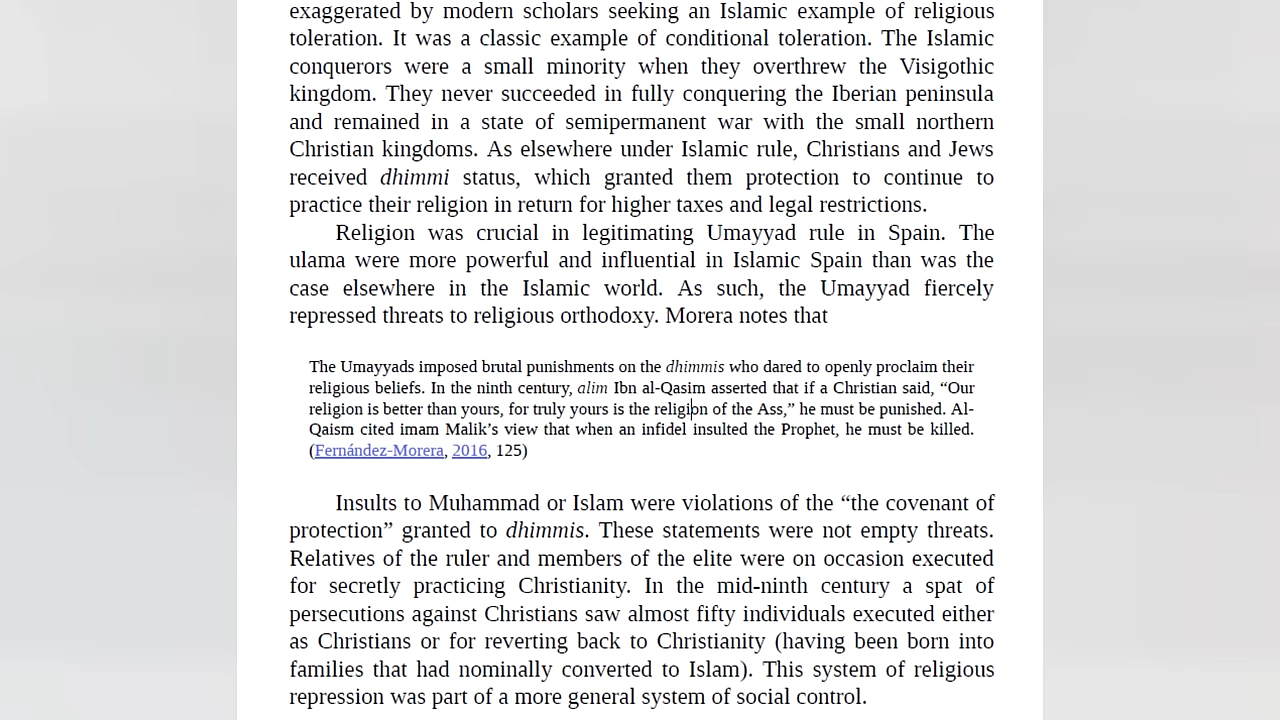 exaggerated by modern scholars seeking an Islamic example of religious
toleration. It was a classic example of conditional toleration. The Islamic
conquerors were a small minority when they overthrew the Visigothic
kingdom. They never succeeded in fully conquering the Iberian peninsula
and remained in a state of semipermanent war with the small northern
Christian kingdoms. As elsewhere under Islamic rule, Christians and Jews
received dhimmi status, which granted them protection to continue to
practice their religion in return for higher taxes and legal restrictions.
Religion was crucial in legitimating Umayyad rule in Spain. The
ulama were more powerful and influential in Islamic Spain than was the
case elsewhere in the Islamic world. As such, the Umayyad fiercely
repressed threats to religious orthodoxy. Morera notes that
The Umayyads imposed brutal punishments on the dhimmis who dared to openly proclaim their
religious beliefs. In the ninth century, alim Ibn al-Qasim asserted that if a Christian said, “Our
religion is better than yours, for truly yours is the religion of the Ass,” he must be punished. Al-
Qaism cited imam Malik’s view that when an infidel insulted the Prophet, he must be killed.
(Fernández-Morera, 2016, 125)
Insults to Muhammad or Islam were violations of the “the covenant of
protection” granted to dhimmis. These statements were not empty threats.
Relatives of the ruler and members of the elite were on occasion executed
for secretly practicing Christianity. In the mid-ninth century a spat of
persecutions against Christians saw almost fifty individuals executed either
as Christians or for reverting back to Christianity (having been born into
families that had nominally converted to Islam). This system of religious
repression was part of a more general system of social control.